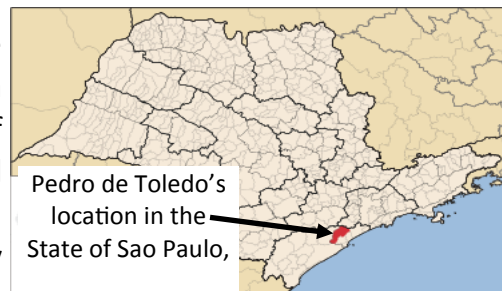 Pedro de Toledo’s
location in the
State of Sao Paulo,